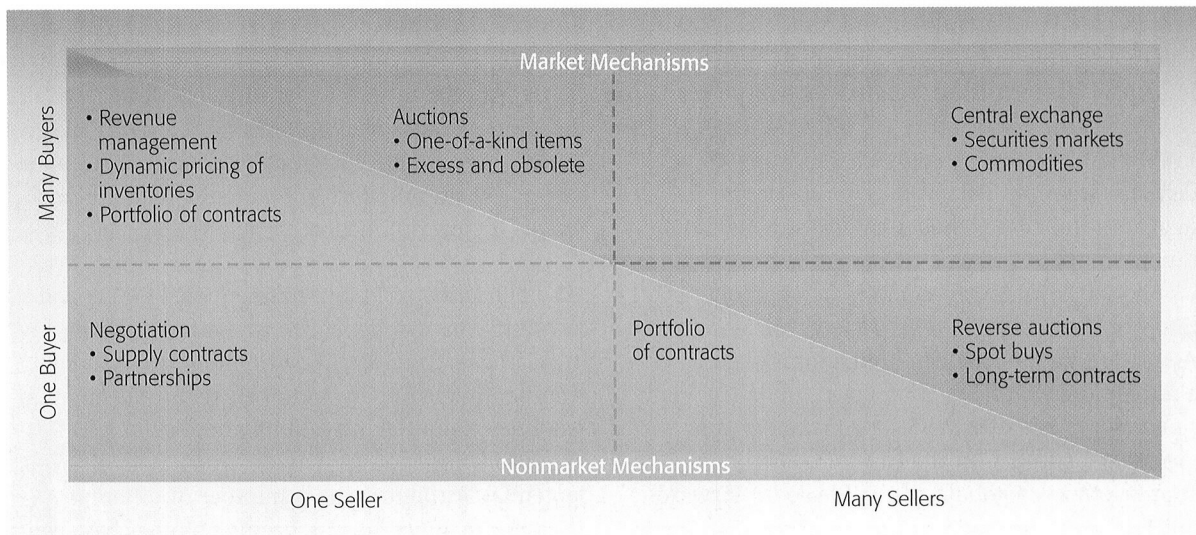 Market Mechanisms
Many Buyers
• Revenue
management
• Dynamic pricing of
inventories
• Portfolio of contracts
Auctions
• One-of-a-kind items
• Excess and obsolete
Central exchange
• Securities markets
• Commodities
One Buyer
Negotiation
• Supply contracts
• Partnerships
Portfolio
of contracts
Reverse auctions
• Spot buys
• Long-term contracts
Nonmarket Mechanisms
One Seller
Many Sellers